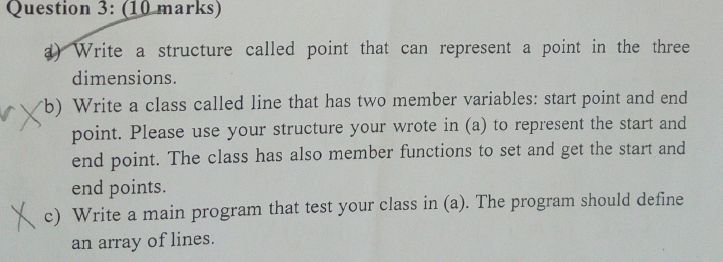 Question 3: (10 marks)
a) Write a structure called point that can represent a point in the three
dimensions.
b) Write a class called line that has two member variables: start point and end
point. Please use your structure your wrote in (a) to represent the start and
end point. The class has also member functions to set and get the start and
end points.
c) Write a main program that test your class in (a). The program should define
an array of lines.